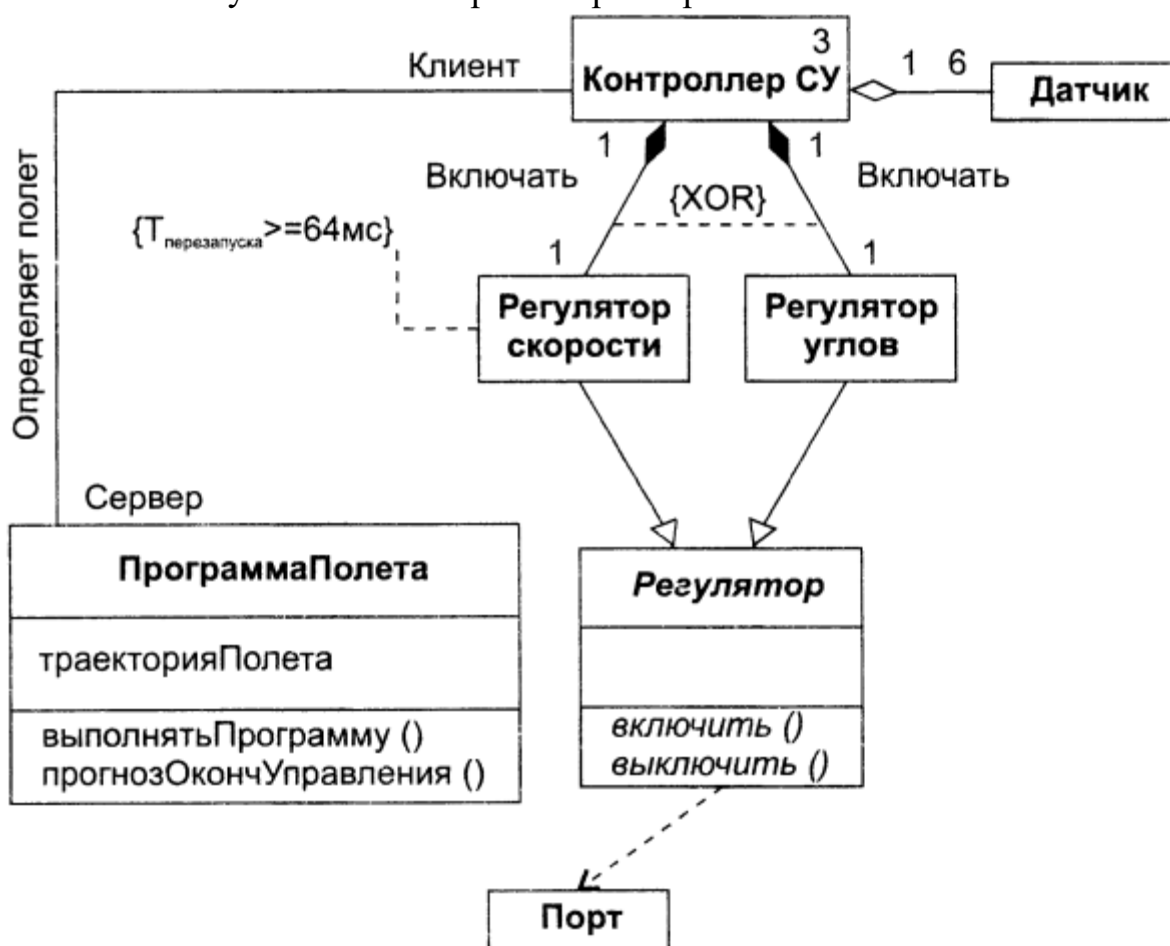 Клиент
3
Контроллер СУ
1 6
Датчик
1 1
Включать Включать
{XOR}
{Tперезапуска>=64мс}
1 1
Регулятор
скорости
Регулятор
углов
Определяет полет
Сервер
ПрограммаПолета
траекторияПолета
выполнятьПрограмму ()
прогнозОкончУправления ()
Регулятор
включить ()
выключить ()
Порт